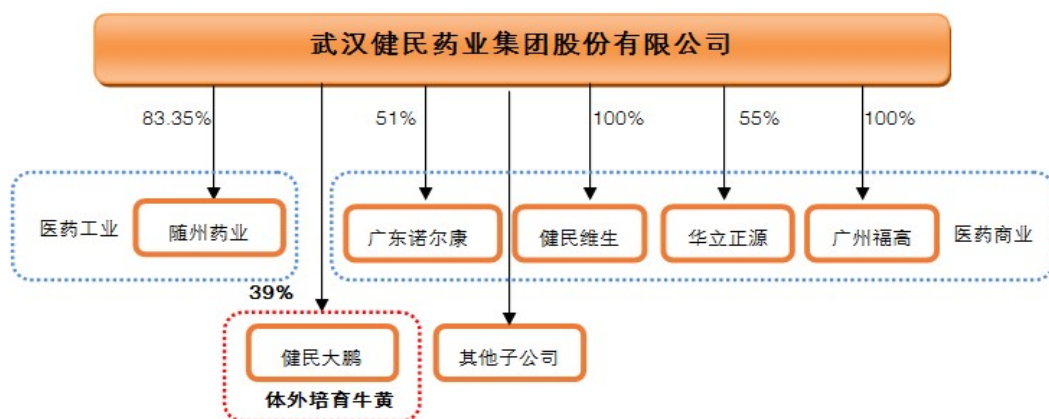 武汉健民药业集团股份有限公司
83.35%
51%
100%
55%
100%
医药工业
随州药业
广东诺尔康
健民维生
华立正源
广州福高
医药商业
39%
健民大鹏
其他子公司
体外培育牛黄